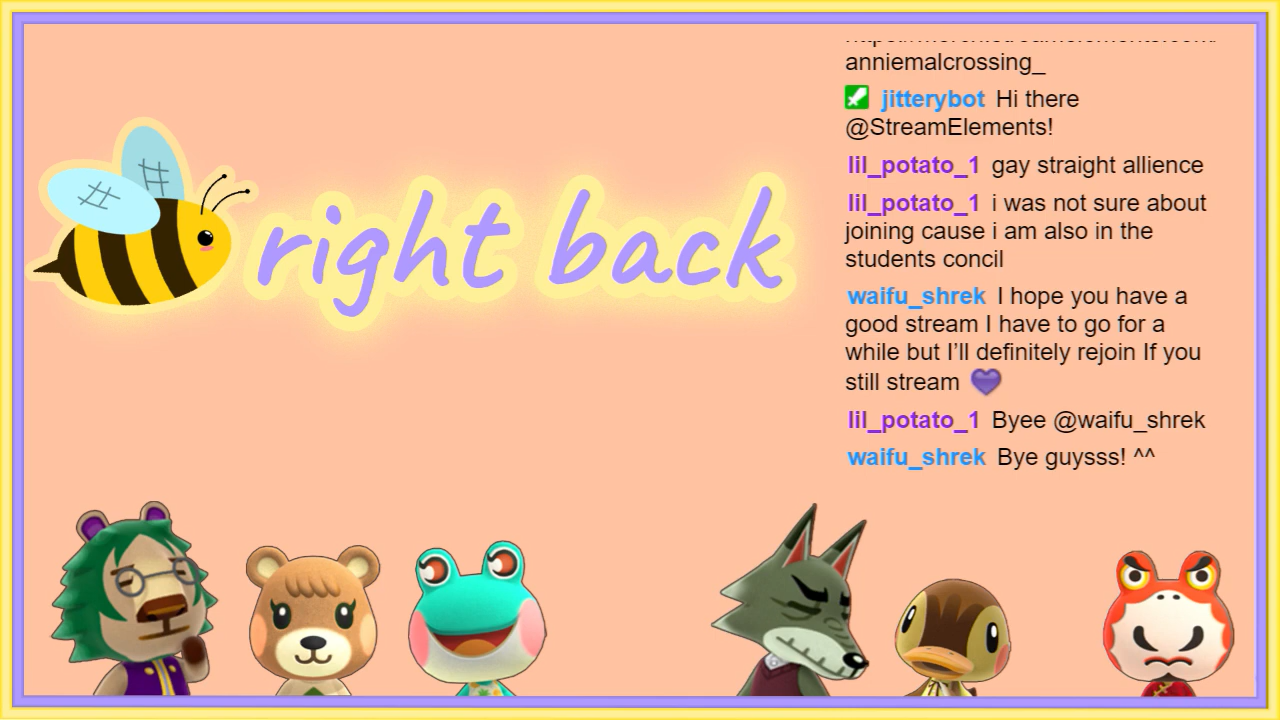 right back
anniemalcrossing_
jitterybot Hi there
@StreamElements!
lil_potato_1 gay straight allience
lil_potato_1 i was not sure about
joining cause i am also in the
students concil
waifu_shrek I hope you have a
good stream I have to go for a
while but I’ll definitely rejoin If you
still stream
lil_potato_1 Byee @waifu_shrek
waifu_shrek Bye guysss! ^^